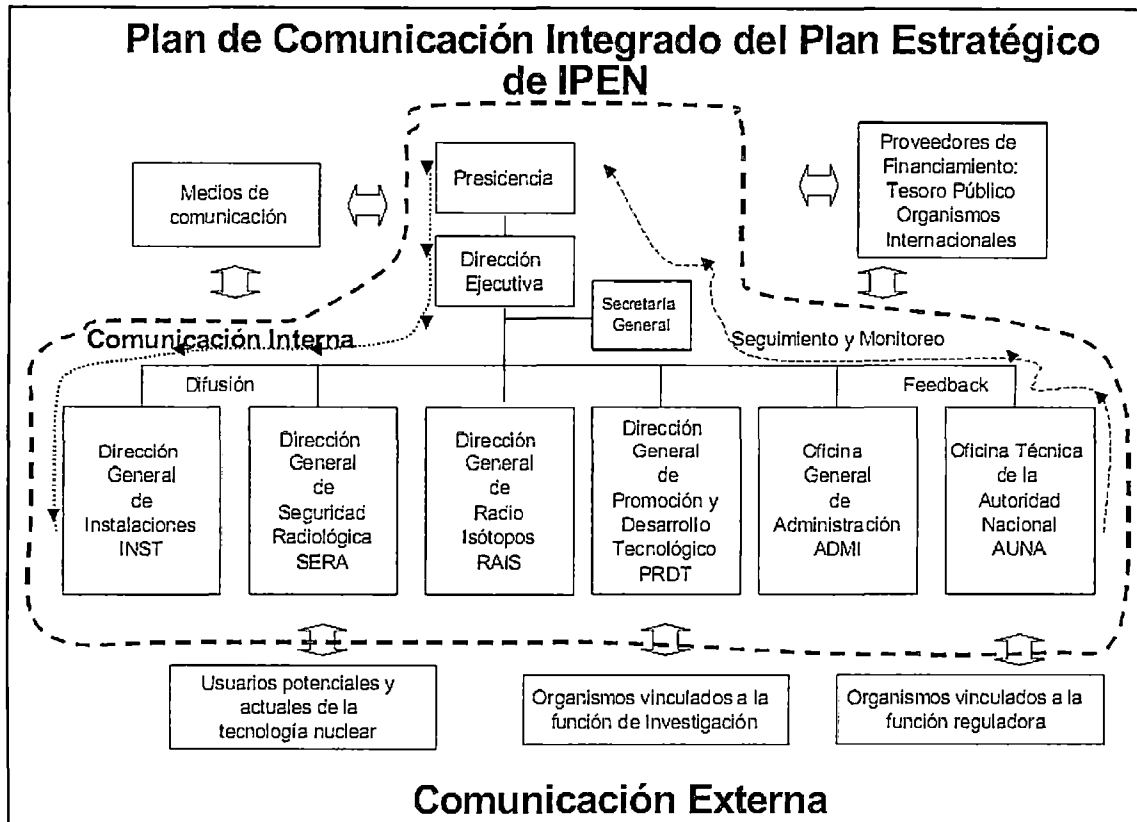 Plan de Comunicación Integrado del Plan Estratégico
de IPEN
Medios de
comunicación
Presidencia
Proveedores de
Financiamiento:
Tesoro Público
Organismos
Internacionales
Dirección
Ejecutiva
Secretaría
General
Comunicación Interna
Seguimiento y Monitoreo
Difusión
Feedback
Dirección
General
de
Instalaciones
INST
Dirección
General
de
Seguridad
Radiológica
SERA
Dirección
General
de
Radio
Isótopos
RAIS
Dirección
General
de
Promoción y
Desarrollo
Tecnológico
PRDT
Oficina
General
de
Administración
ADMI
Oficina Técnica
de la
Autoridad
Nacional
AUNA
Usuarios potenciales y
actuales de la
tecnología nuclear
Organismos vinculados a la
función de Investigación
Organismos vinculados a la
función reguladora
Comunicación Externa